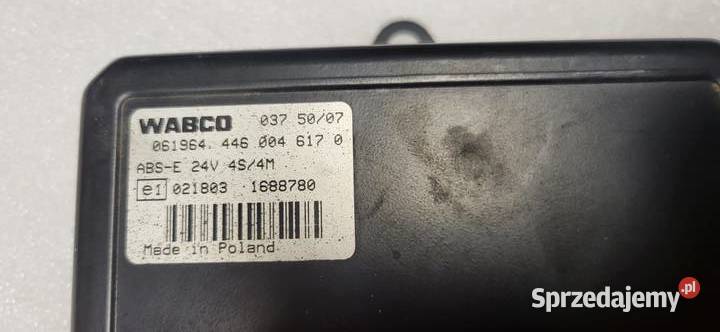 WABCO 037 50/07
061964. 446 004 617 0
ABS-E 24V 4S/4M
e1 021803 1688780
Made in Poland
Sprzedajemy.pl